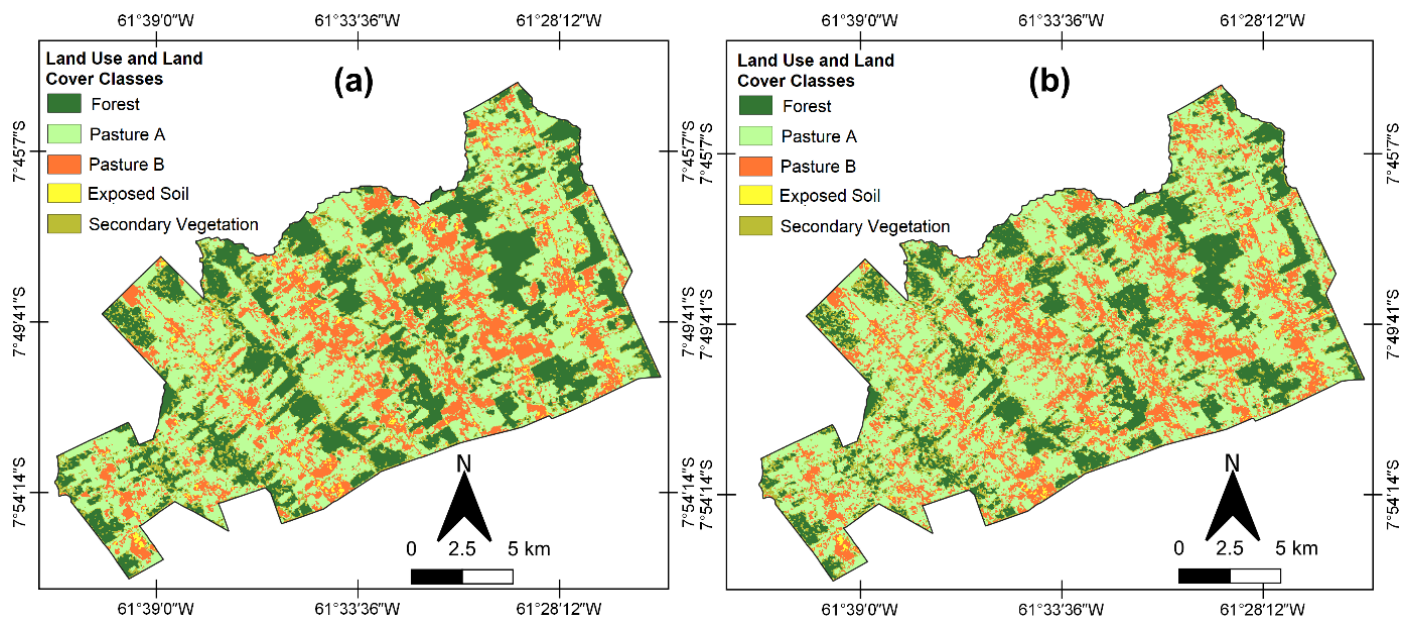 61°39'0"W 61°33'36"W 61°28'12"W
Land Use and Land
Cover Classes
Forest
Pasture A
Pasture B
Exposed Soil
Secondary Vegetation
(a)
7°45'7"S
7°49'41"S
7°54'14"S
7°45'7"S
7°49'41"S
7°54'14"S
N
0 2.5 5 km
61°39'0"W 61°33'36"W 61°28'12"W
61°39'0"W 61°33'36"W 61°28'12"W
Land Use and Land
Cover Classes
Forest
Pasture A
Pasture B
Exposed Soil
Secondary Vegetation
(b)
7°45'7"S
7°49'41"S
7°54'14"S
7°45'7"S
7°49'41"S
7°54'14"S
N
0 2.5 5 km
61°39'0"W 61°33'36"W 61°28'12"W